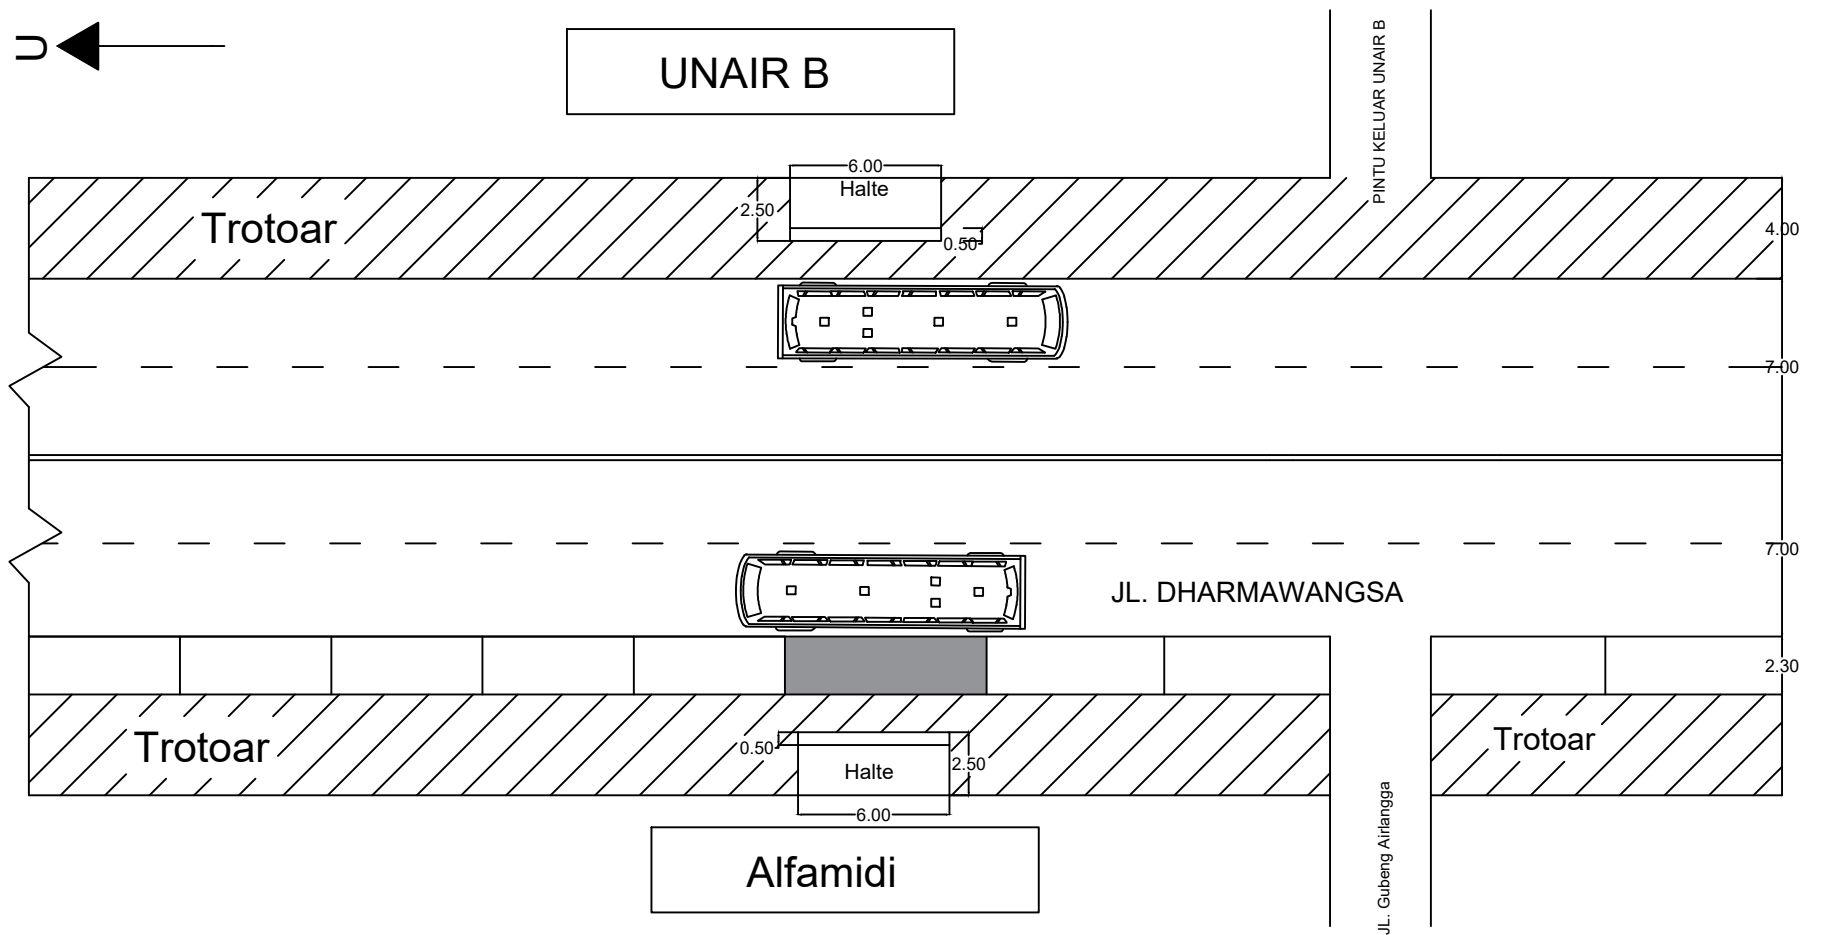 U
UNAIR B
PINTU KELUAR UNAIR B
6.00
Halte
2.50
0.50
Trotoar
4.00
7.00
7.00
JL. DHARMAWANGSA
2.30
Trotoar
0.50
Halte
2.50
6.00
Trotoar
Alfamidi
JL. Gubeng Airlangga